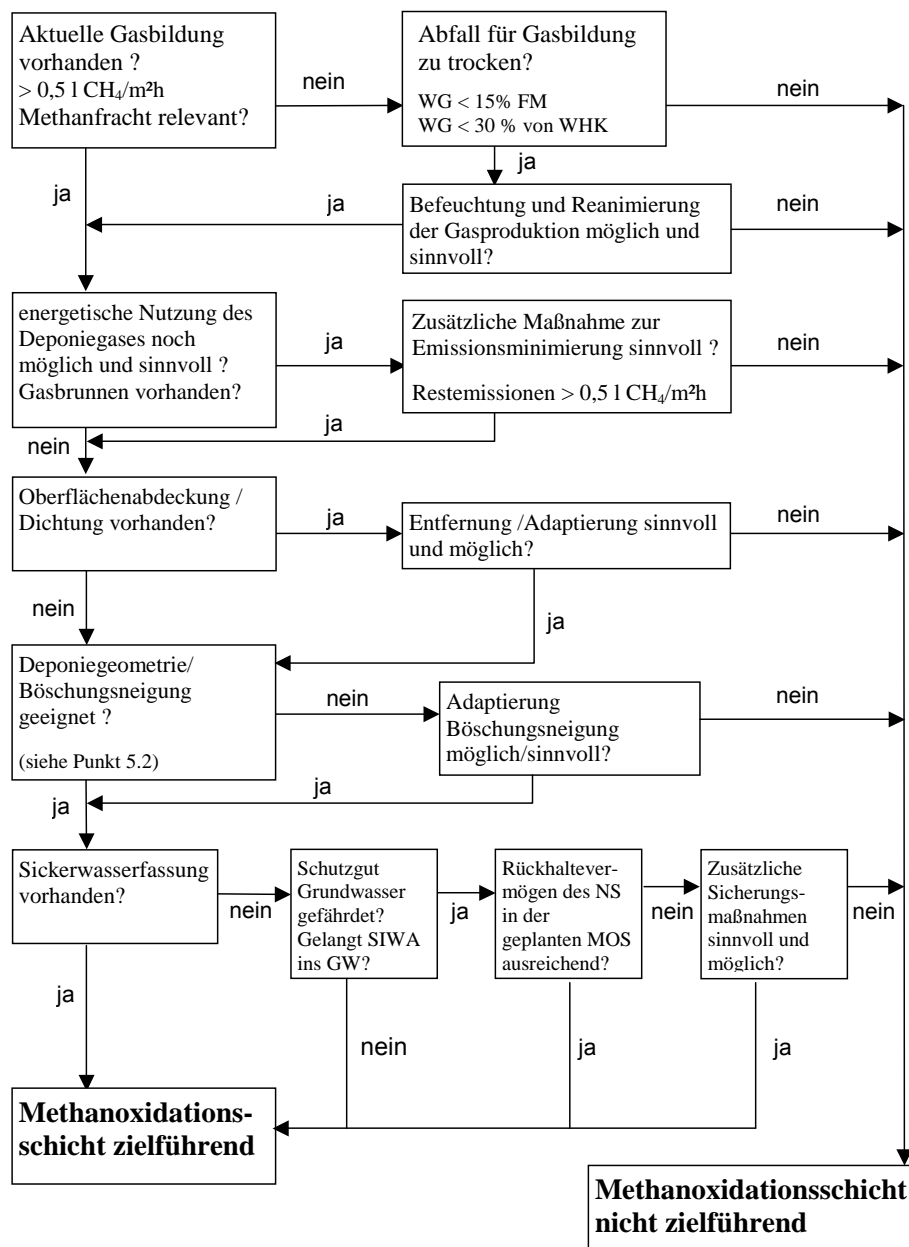 Aktuelle Gasbildung
vorhanden ?
> 0,5 l CH₄/m²h
Methanfracht relevant?
nein
Abfall für Gasbildung
zu trocken?
WG < 15% FM
WG < 30 % von WHK
nein
ja
ja
Befeuchtung und Reanimierung
der Gasproduktion möglich und
sinnvoll?
ja
nein
energetische Nutzung des
Deponiegases noch
möglich und sinnvoll ?
Gasbrunnen vorhanden?
ja
Zusätzliche Maßnahme zur
Emissionsminimierung sinnvoll ?
Restemissionen > 0,5 l CH₄/m²h
nein
ja
nein
Oberflächenabdeckung /
Dichtung vorhanden?
ja
Entfernung /Adaptierung sinnvoll
und möglich?
nein
nein
ja
Deponiegeometrie/
Böschungsneigung
geeignet ?
(siehe Punkt 5.2)
nein
Adaptierung
Böschungsneigung
möglich/sinnvoll?
nein
ja
ja
Sickerwasserfassung
vorhanden?
nein
Schutzgut
Grundwasser
gefährdet?
Gelangt SIWA
ins GW?
ja
Rückhaltever-
mögen des NS
in der
geplanten MOS
ausreichend?
nein
Zusätzliche
Sicherungs-
maßnahmen
sinnvoll und
möglich?
nein
ja
nein
ja
ja
Methanoxidations-
schicht zielführend
Methanoxidationsschicht
nicht zielführend